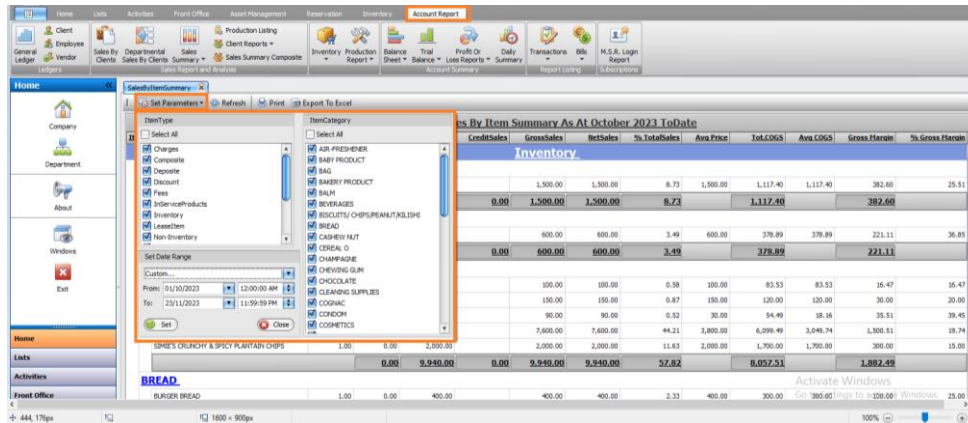 Home Lists Activities Front Office Asset Management Reservation Inventory Account Report
Client
Employee
Vendor
General Ledger
Ledgers
Sales By Clients
Departmental Sales By Clients
Sales Summary
Production Listing
Client Reports
Sales Summary Composite
Sales Report and Analysis
Inventory
Production Report
Balance Sheet
Trial Balance
Profit Or Loss Reports
Daily Summary
Account Summary
Transactions
Bills
Report Listing
M.S.R. Login Report
Subscriptions
Home
SalesByItemSummary
Set Parameters Refresh Print Export To Excel
Company
Department
About
Windows
Exit
Home
Lists
Activities
Front Office
ItemType
Select All
Charges
Composite
Deposite
Discount
Fees
InServiceProducts
Inventory
LeaseItem
Non-Inventory
Set Date Range
Custom...
From: 01/10/2023 12:00:00 AM
To: 23/11/2023 11:59:59 PM
Set Close
ItemCategory
Select All
AIR-FRESHENER
BABY PRODUCT
BAG
BAKERY PRODUCT
BALM
BEVERAGES
BISCUITS/ CHIPS/PEANUT/KILISHI
BREAD
CASHEW NUT
CEREAL O
CHAMPAGNE
CHEWING GUM
CHOCOLATE
CLEANING SUPPLIES
COGNAC
CONDOM
COSMETICS
es By Item Summary As At October 2023 ToDate
CreditSales GrossSales NetSales %_TotalSales Avg Price Tot.COGS Avg COGS Gross Margin % Gross Margin
Inventory
1,500.00 1,500.00 8.73 1,500.00 1,117.40 1,117.40 382.60 25.51
0.00 1,500.00 1,500.00 8.73 1,117.40 382.60
600.00 600.00 3.49 600.00 378.89 378.89 221.11 36.85
0.00 600.00 600.00 3.49 378.89 221.11
100.00 100.00 0.58 100.00 83.53 83.53 16.47 16.47
150.00 150.00 0.87 150.00 120.00 120.00 30.00 20.00
90.00 90.00 0.52 30.00 54.49 18.16 35.51 39.45
7,600.00 7,600.00 44.21 3,800.00 6,099.49 3,049.74 1,500.51 19.74
SIMIE'S CRUNCHY & SPICY PLANTAIN CHIPS 1.00 0.00 2,000.00 2,000.00 2,000.00 11.63 2,000.00 1,700.00 1,700.00 300.00 15.00
0.00 9,940.00 0.00 9,940.00 9,940.00 57.82 8,057.51 1,882.49
BREAD
BURGER BREAD 1.00 0.00 400.00 400.00 400.00 2.33 400.00 300.00 300.00 100.00 25.00
Activate Windows
444, 176px 1600 × 900px 100%